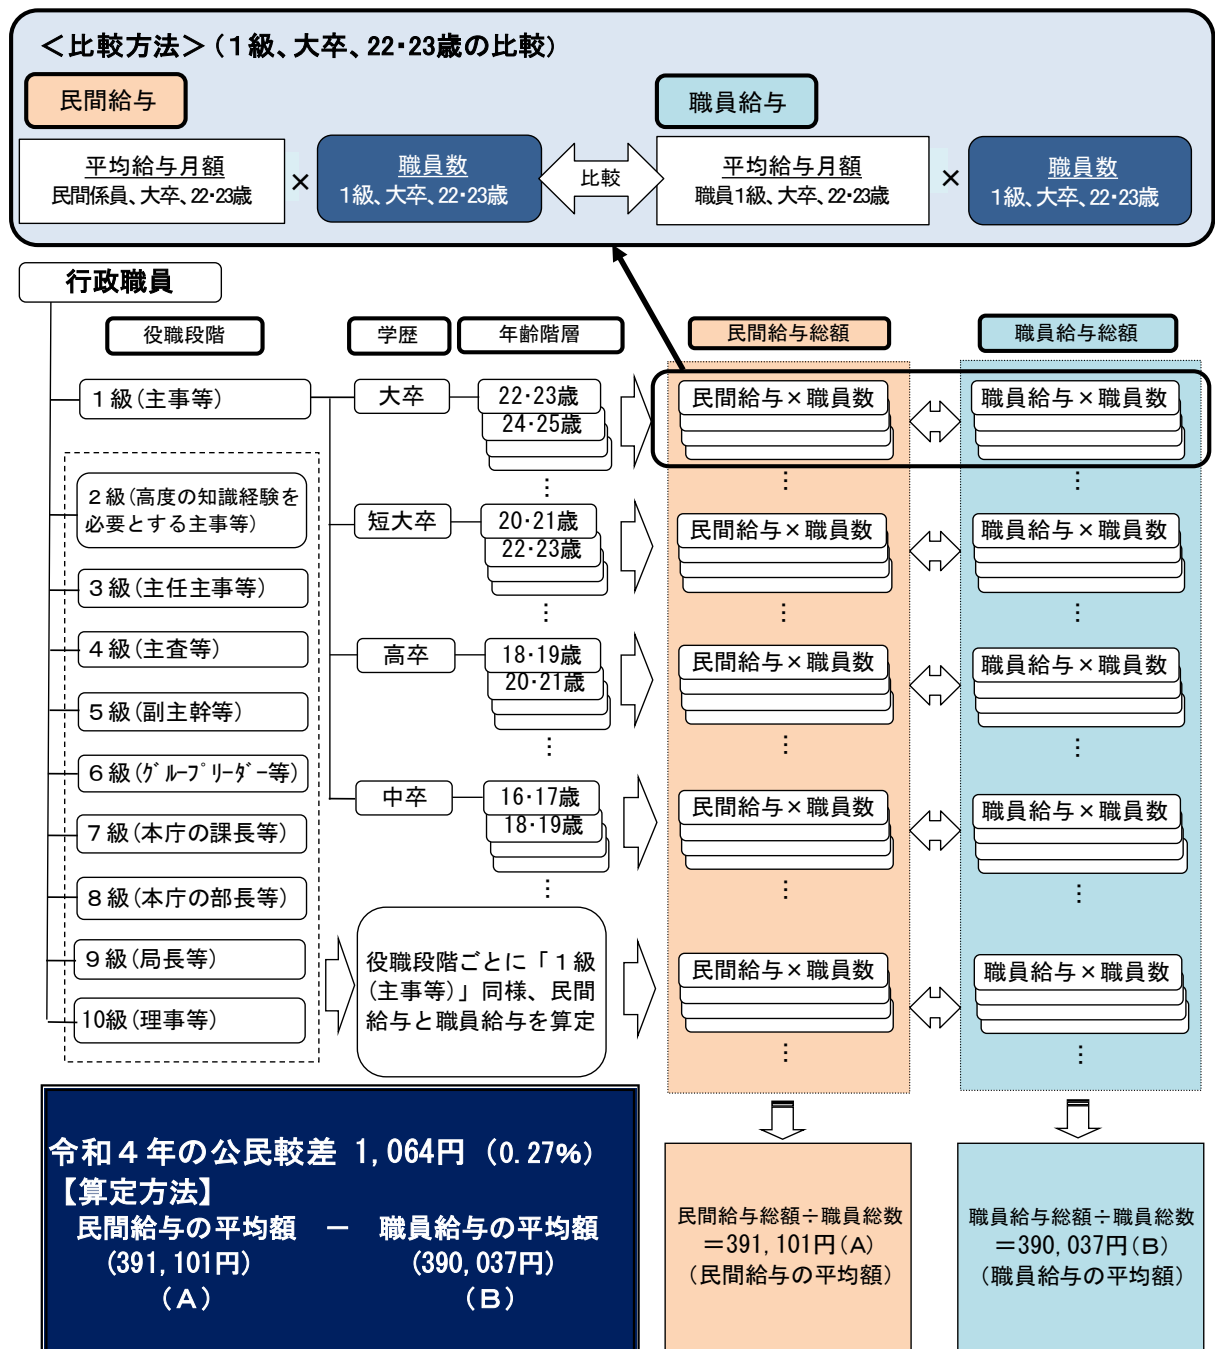 ＜比較方法＞（１級、大卒、22・23歳の比較）
民間給与
職員給与
平均給与月額
民間係員、大卒、22・23歳
×
職員数
1級、大卒、22・23歳
比較
平均給与月額
職員1級、大卒、22・23歳
×
職員数
1級、大卒、22・23歳
行政職員
役職段階
学歴
年齢階層
民間給与総額
職員給与総額
１級（主事等）
大卒
22・23歳
24・25歳
⋮
民間給与×職員数
⋮
職員給与×職員数
⋮
２級（高度の知識経験を
必要とする主事等）
短大卒
20・21歳
22・23歳
⋮
民間給与×職員数
⋮
職員給与×職員数
⋮
３級（主任主事等）
４級（主査等）
高卒
18・19歳
20・21歳
⋮
民間給与×職員数
⋮
職員給与×職員数
⋮
５級（副主幹等）
６級（ｸﾞﾙｰﾌﾟﾘｰﾀﾞｰ等）
中卒
16・17歳
18・19歳
⋮
民間給与×職員数
⋮
職員給与×職員数
⋮
７級（本庁の課長等）
８級（本庁の部長等）
９級（局長等）
10級（理事等）
役職段階ごとに「１級
（主事等）」同様、民間
給与と職員給与を算定
民間給与×職員数
⋮
職員給与×職員数
⋮
令和４年の公民較差 1,064円（0.27%）
【算定方法】
民間給与の平均額　－　職員給与の平均額
（391,101円）　（390,037円）
（Ａ）　（Ｂ）
民間給与総額÷職員総数
＝391,101円（Ａ）
（民間給与の平均額）
職員給与総額÷職員総数
＝390,037円（Ｂ）
（職員給与の平均額）